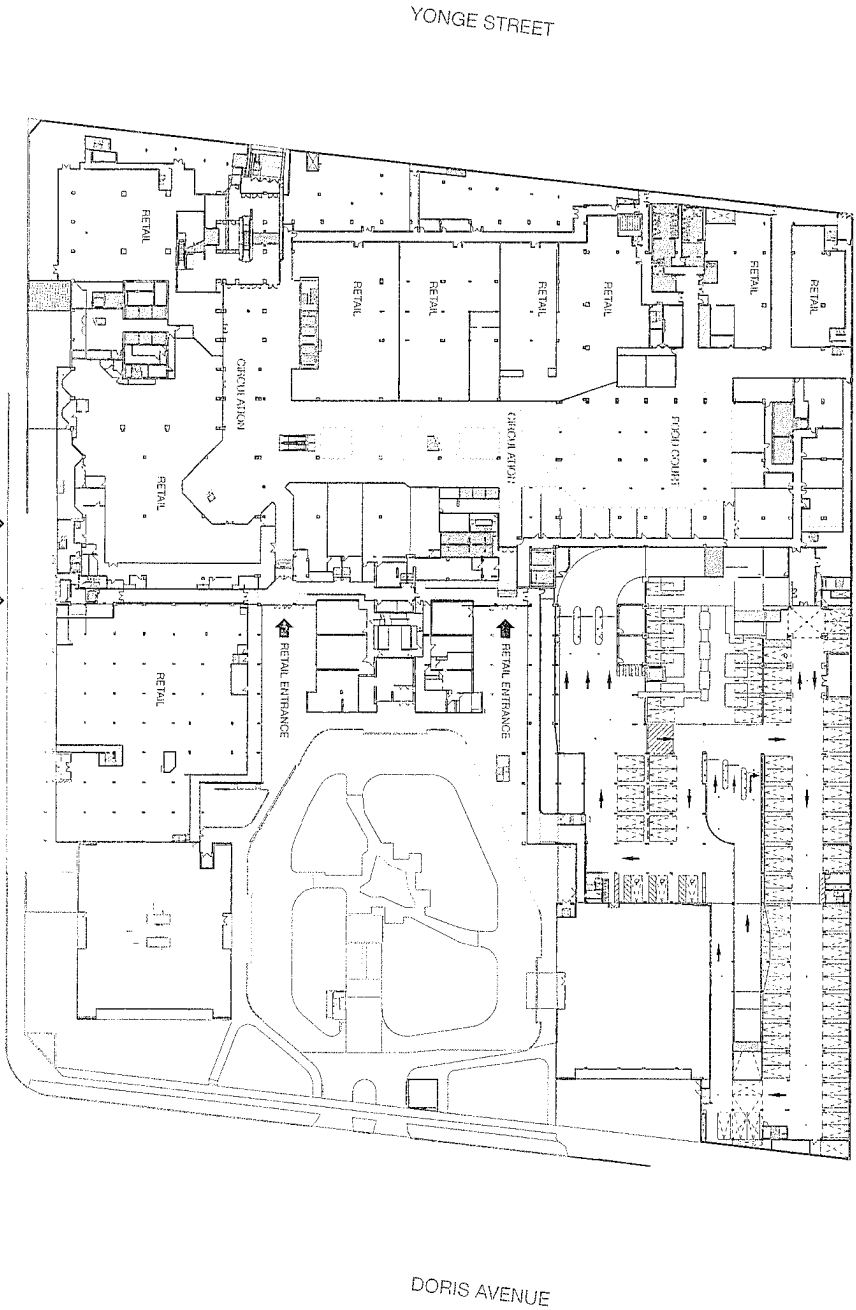 YONGE STREET
RETAIL
RETAIL
RETAIL
RETAIL
RETAIL
RETAIL
RETAIL
CIRCULATION
CIRCULATION
FOOD COURT
RETAIL
RETAIL ENTRANCE
RETAIL ENTRANCE
RETAIL
DORIS AVENUE